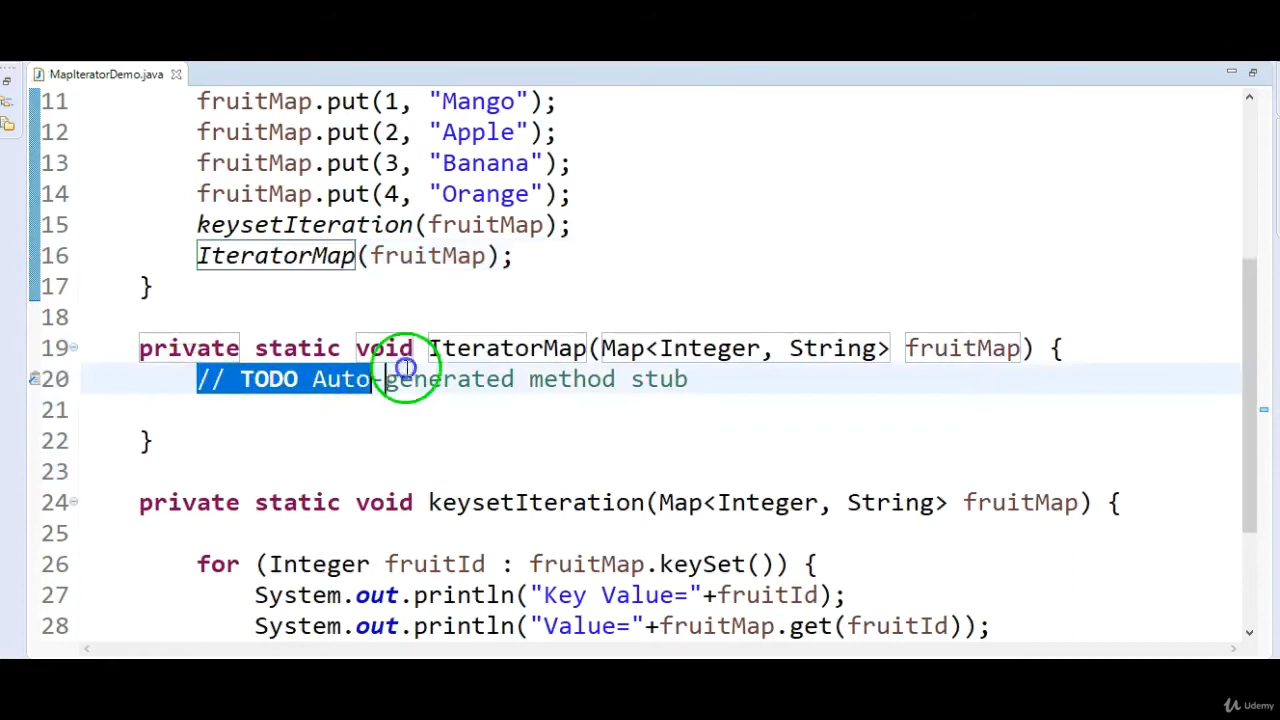 MapIteratorDemo.java
11 fruitMap.put(1, "Mango");
12 fruitMap.put(2, "Apple");
13 fruitMap.put(3, "Banana");
14 fruitMap.put(4, "Orange");
15 keysetIteration(fruitMap);
16 IteratorMap(fruitMap);
17 }
18
19 private static void IteratorMap(Map<Integer, String> fruitMap) {
20 // TODO Auto-generated method stub
21
22 }
23
24 private static void keysetIteration(Map<Integer, String> fruitMap) {
25
26 for (Integer fruitId : fruitMap.keySet()) {
27 System.out.println("Key Value="+fruitId);
28 System.out.println("Value="+fruitMap.get(fruitId));
Udemy